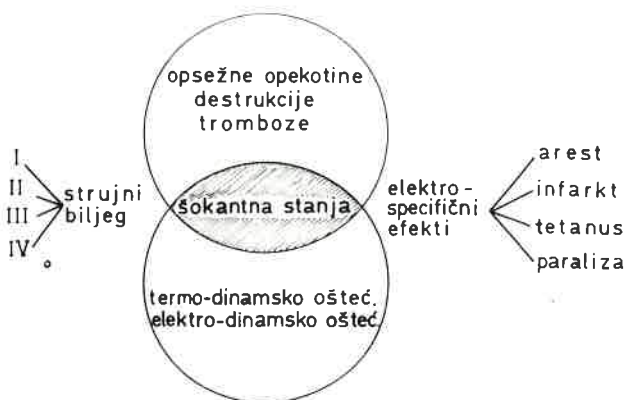 opsežne opekotine
destrukcije
tromboze
I
II
III
IV
strujni
biljeg
šokantna stanja
elektro-
specifični
efekti
arest
infarkt
tetanus
paraliza
termo-dinamsko ošteć.
elektro-dinamsko ošteć.